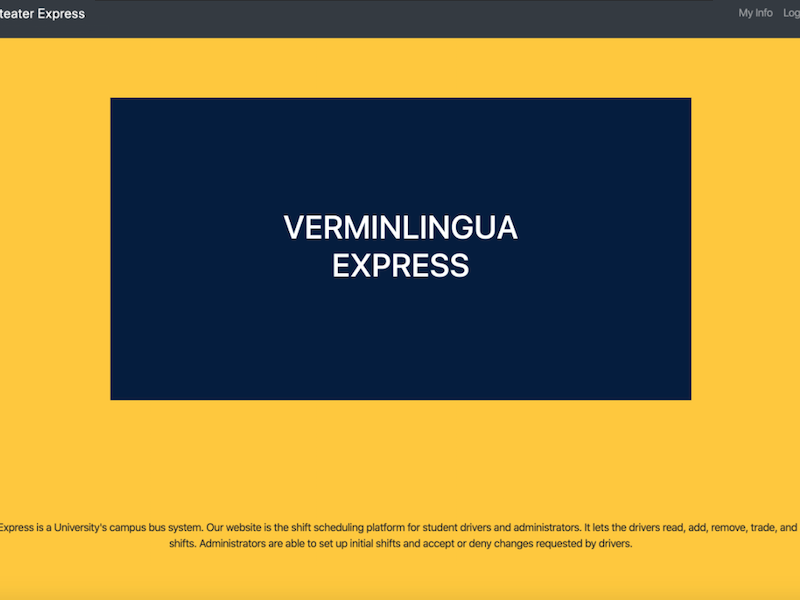 teater Express
My Info Log
VERMINLINGUA
EXPRESS
Express is a University's campus bus system. Our website is the shift scheduling platform for student drivers and administrators. It lets the drivers read, add, remove, trade, and
shifts. Administrators are able to set up initial shifts and accept or deny changes requested by drivers.